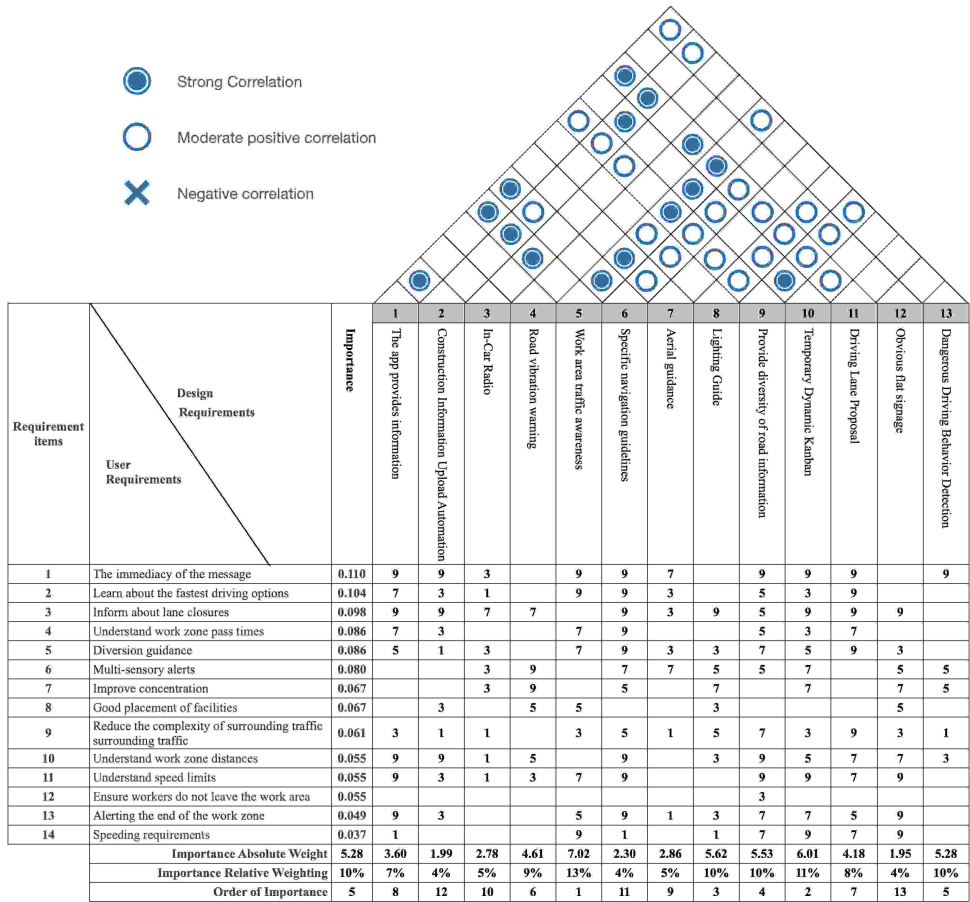 Strong Correlation
Moderate positive correlation
Negative correlation
Requirement items
Design Requirements
User Requirements
Importance
1 2 3 4 5 6 7 8 9 10 11 12 13
The app provides information
Construction Information Upload Automation
In-Car Radio
Road vibration warning
Work area traffic awareness
Specific navigation guidelines
Aerial guidance
Lighting Guide
Provide diversity of road information
Temporary Dynamic Kanban
Driving Lane Proposal
Obvious flat signage
Dangerous Driving Behavior Detection
1 The immediacy of the message 0.110 9 9 3 9 9 7 9 9 9 9
2 Learn about the fastest driving options 0.104 7 3 1 9 9 3 5 3 9
3 Inform about lane closures 0.098 9 9 7 7 9 3 9 5 9 9 9
4 Understand work zone pass times 0.086 7 3 7 9 5 3 7
5 Diversion guidance 0.086 5 1 3 7 9 3 3 7 5 9 3
6 Multi-sensory alerts 0.080 3 9 7 7 5 5 7 5 5
7 Improve concentration 0.067 3 9 5 7 7 7 5
8 Good placement of facilities 0.067 3 5 5 3 5
9 Reduce the complexity of surrounding traffic
surrounding traffic 0.061 3 1 1 3 5 1 5 7 3 9 3 1
10 Understand work zone distances 0.055 9 9 1 5 9 3 9 5 7 7 3
11 Understand speed limits 0.055 9 3 1 3 7 9 9 9 7 9
12 Ensure workers do not leave the work area 0.055 3
13 Alerting the end of the work zone 0.049 9 3 5 9 1 3 7 7 5 9
14 Speeding requirements 0.037 1 9 1 1 7 9 7 9
Importance Absolute Weight 5.28 3.60 1.99 2.78 4.61 7.02 2.30 2.86 5.62 5.53 6.01 4.18 1.95 5.28
Importance Relative Weighting 10% 7% 4% 5% 9% 13% 4% 5% 10% 10% 11% 8% 4% 10%
Order of Importance 5 8 12 10 6 1 11 9 3 4 2 7 13 5